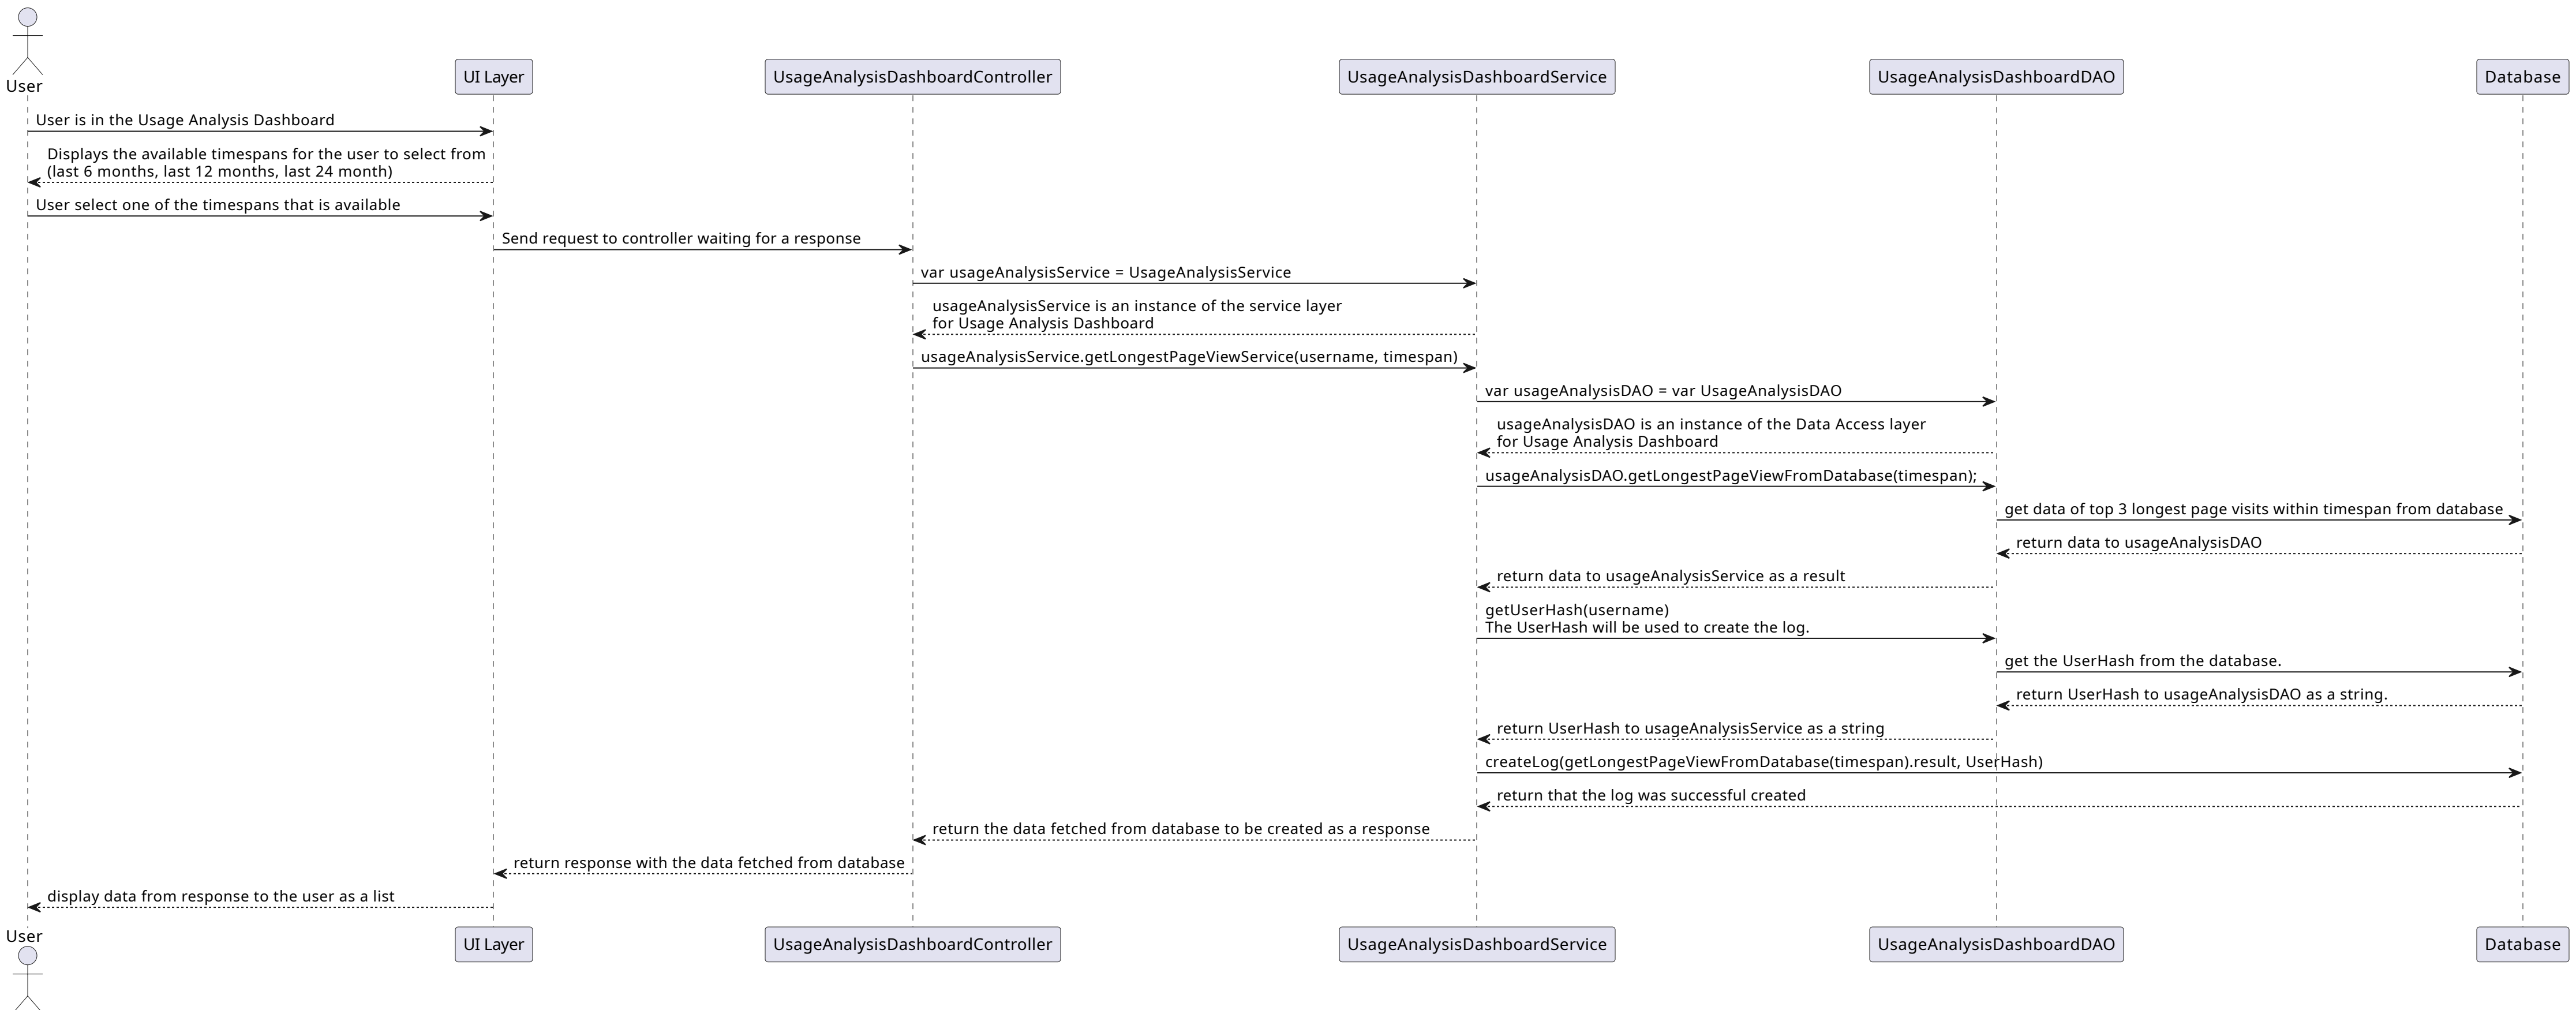 User
UI Layer
UsageAnalysisDashboardController
UsageAnalysisDashboardService
UsageAnalysisDashboardDAO
Database
User is in the Usage Analysis Dashboard
Displays the available timespans for the user to select from
(last 6 months, last 12 months, last 24 month)
User select one of the timespans that is available
Send request to controller waiting for a response
var usageAnalysisService = UsageAnalysisService
usageAnalysisService is an instance of the service layer
for Usage Analysis Dashboard
usageAnalysisService.getLongestPageViewService(username, timespan)
var usageAnalysisDAO = var UsageAnalysisDAO
usageAnalysisDAO is an instance of the Data Access layer
for Usage Analysis Dashboard
usageAnalysisDAO.getLongestPageViewFromDatabase(timespan);
get data of top 3 longest page visits within timespan from database
return data to usageAnalysisDAO
return data to usageAnalysisService as a result
getUserHash(username)
The UserHash will be used to create the log.
get the UserHash from the database.
return UserHash to usageAnalysisDAO as a string.
return UserHash to usageAnalysisService as a string
createLog(getLongestPageViewFromDatabase(timespan).result, UserHash)
return that the log was successful created
return the data fetched from database to be created as a response
return response with the data fetched from database
display data from response to the user as a list
User
UI Layer
UsageAnalysisDashboardController
UsageAnalysisDashboardService
UsageAnalysisDashboardDAO
Database